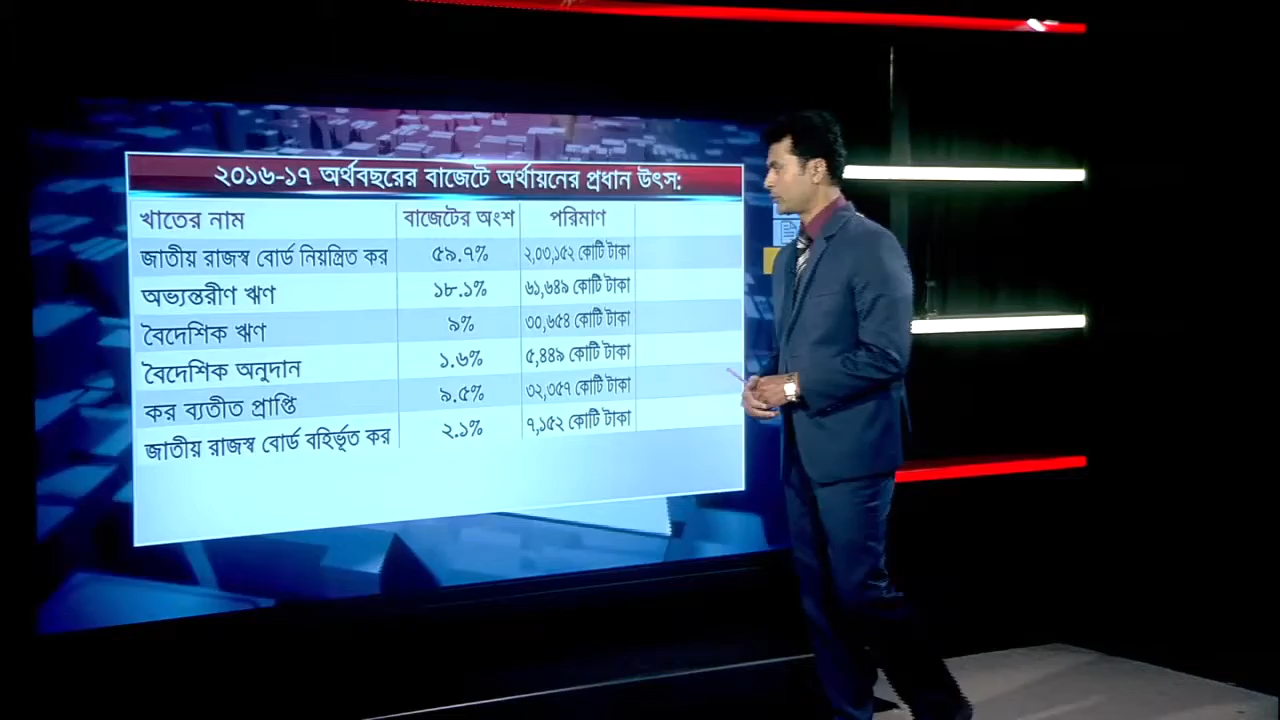 ২০১৬-১৭ অর্থবছরের বাজেটে অর্থায়নের প্রধান উৎস:
খাতের নাম বাজেটের অংশ পরিমাণ
জাতীয় রাজস্ব বোর্ড নিয়ন্ত্রিত কর ৫৯.৭% ২,০৩,১৫২ কোটি টাকা
অভ্যন্তরীণ ঋণ ১৮.১% ৬১,৬৪৯ কোটি টাকা
বৈদেশিক ঋণ ৯% ৩০,৬৫৪ কোটি টাকা
বৈদেশিক অনুদান ১.৬% ৫,৪৪৯ কোটি টাকা
কর ব্যতীত প্রাপ্তি ৯.৫% ৩২,৩৫৭ কোটি টাকা
জাতীয় রাজস্ব বোর্ড বহির্ভূত কর ২.১% ৭,১৫২ কোটি টাকা